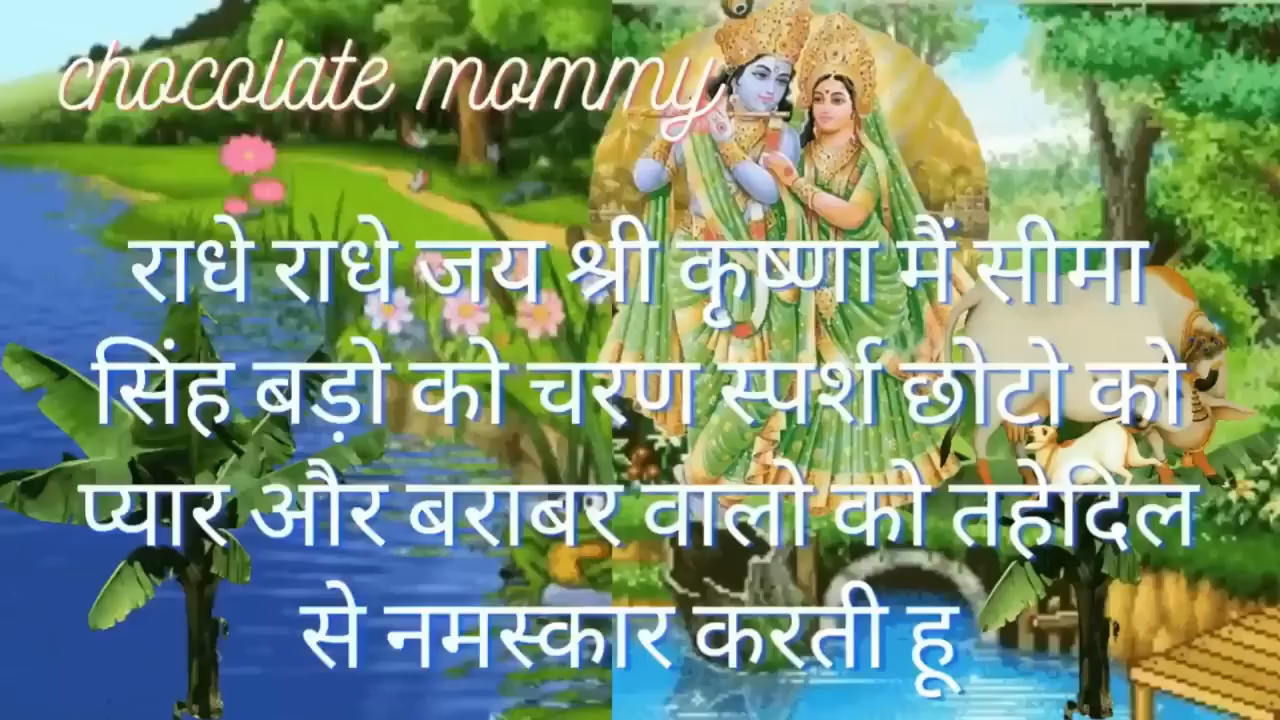 chocolate mommy
राधे राधे जय श्री कृष्णा मैं सीमा
सिंह बड़ो को चरण स्पर्श छोटो को
प्यार और बराबर वालो को तहेदिल
से नमस्कार करती हू